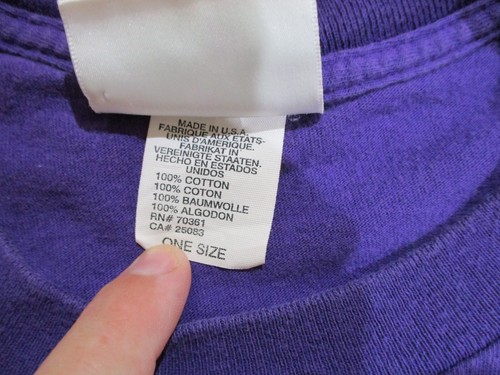 MADE IN U.S.A.
FABRIQUE AUX ETATS-
UNIS D'AMERIQUE.
FABRIKAT IN
VEREINIGTE STAATEN.
HECHO EN ESTADOS
UNIDOS
100% COTTON
100% COTON
100% BAUMWOLLE
100% ALGODON
RN# 70361
CA# 25083
ONE SIZE